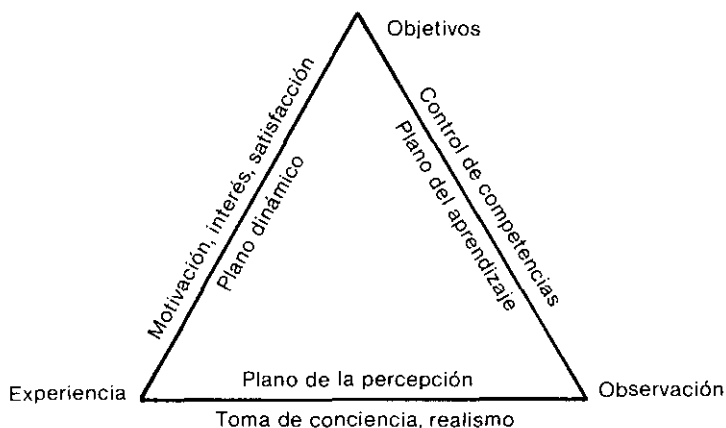 Objetivos
Motivación, interés, satisfacción
Plano dinámico
Control de competencias
Plano del aprendizaje
Experiencia
Plano de la percepción
Observación
Toma de conciencia, realismo